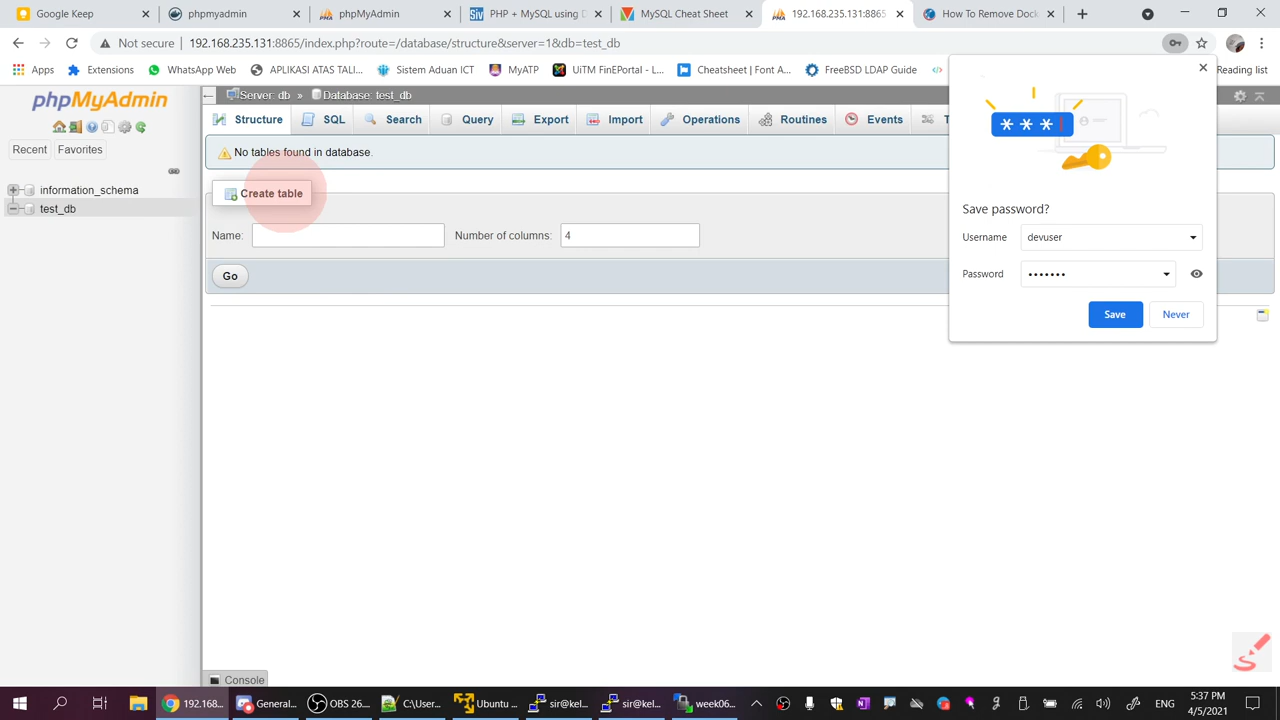 Google Keep
phpmyadmin
phpMyAdmin
PHP + MySQL using D
MySQL Cheat Sheet
192.168.235.131:8865
How To Remove Dock
Not secure
192.168.235.131:8865/index.php?route=/database/structure&server=1&db=test_db
Apps
Extensions
WhatsApp Web
APLIKASI ATAS TALI...
Sistem Aduan ICT
MyATP
UiTM FinEPortal - L...
Cheatsheet | Font A...
FreeBSD LDAP Guide
Reading list
phpMyAdmin
Server: db » Database: test_db
Structure
SQL
Search
Query
Export
Import
Operations
Routines
Events
Recent
Favorites
No tables found in database.
information_schema
test_db
Create table
Name:
Number of columns:
4
Go
Save password?
Username
devuser
Password
•••••••
Save
Never
Console
192.168...
General...
OBS 26...
C:\User...
Ubuntu ...
sir@kel...
sir@kel...
week06...
ENG
5:37 PM
4/5/2021